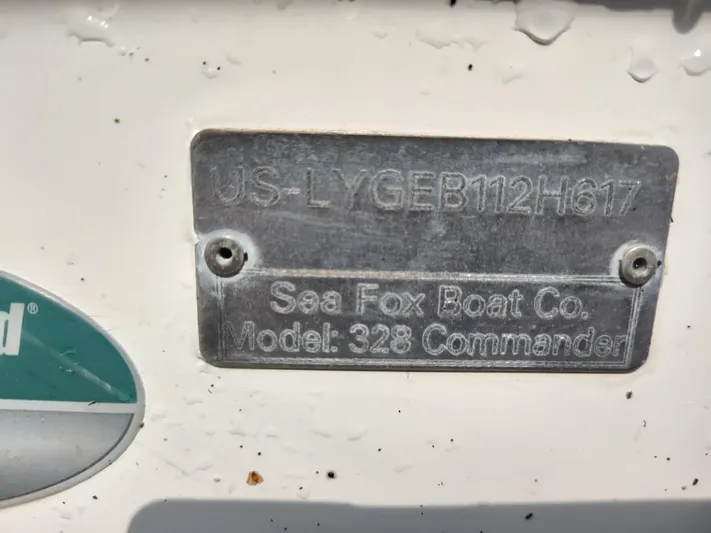 US-LYGEB112H617
Sea Fox Boat Co.
Model: 328 Commander
d®